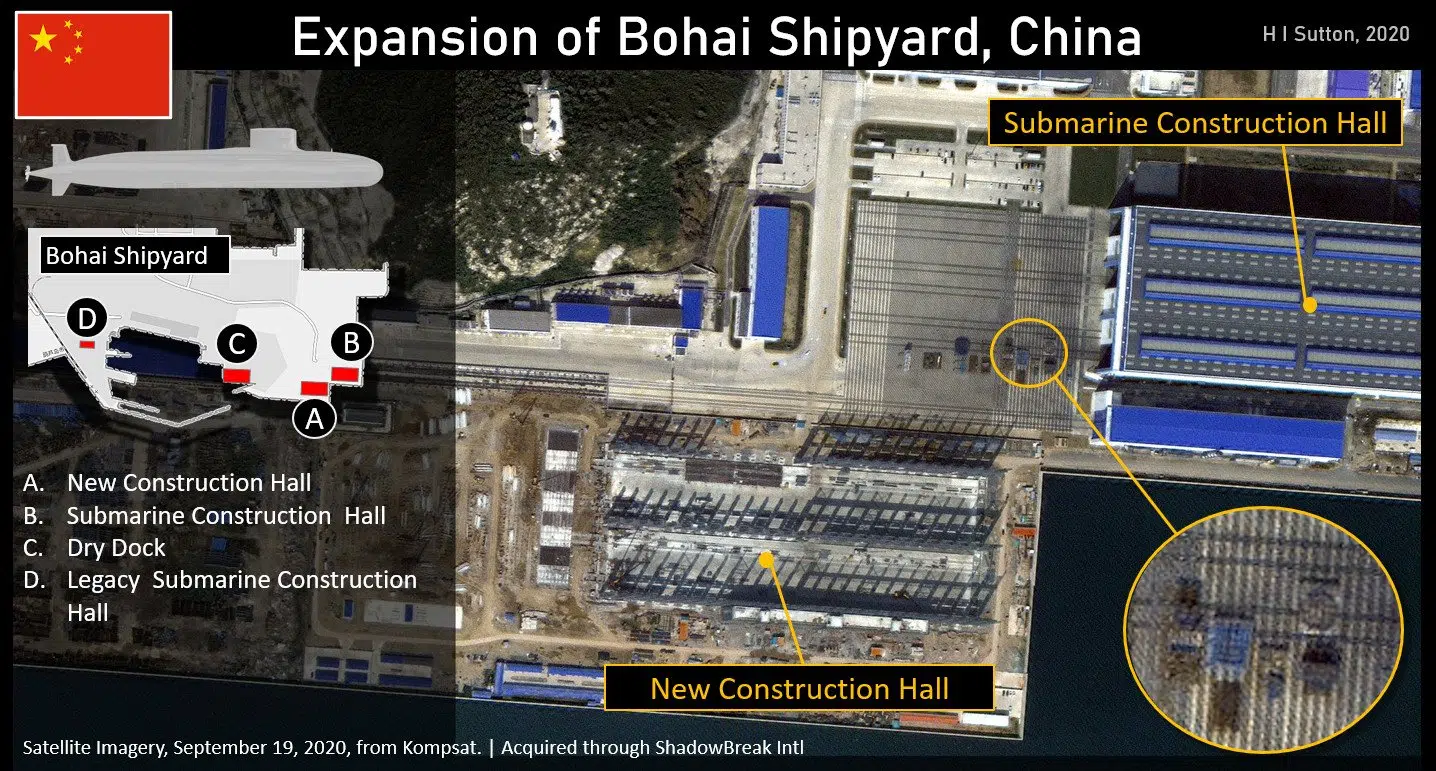 Expansion of Bohai Shipyard, China
H I Sutton, 2020
Submarine Construction Hall
Bohai Shipyard
D
C
B
A
A. New Construction Hall
B. Submarine Construction Hall
C. Dry Dock
D. Legacy Submarine Construction
Hall
New Construction Hall
Satellite Imagery, September 19, 2020, from Kompsat. | Acquired through ShadowBreak Intl